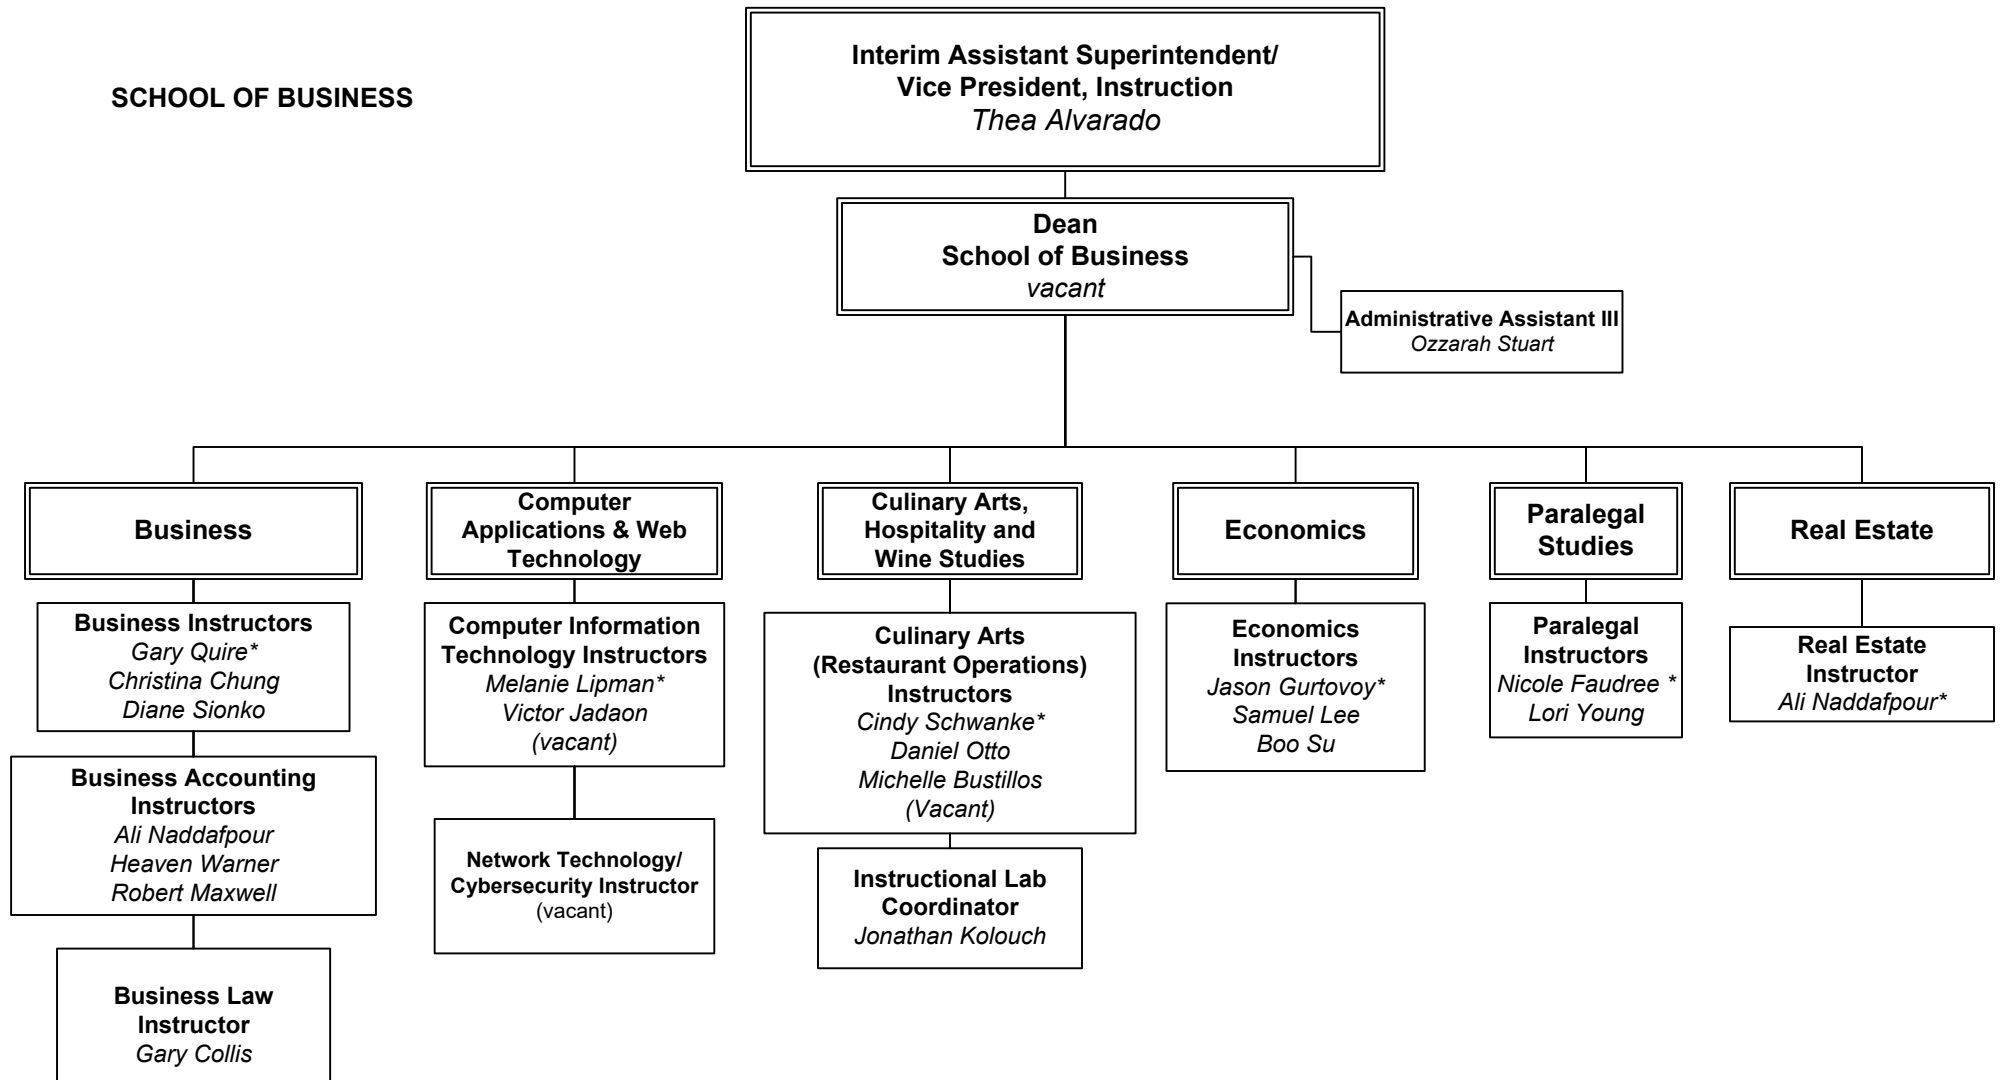 SCHOOL OF BUSINESS
Interim Assistant Superintendent/
Vice President, Instruction
Thea Alvarado
Dean
School of Business
vacant
Administrative Assistant III
Ozzarah Stuart
Business
Business Instructors
Gary Quire*
Christina Chung
Diane Sionko
Business Accounting
Instructors
Ali Naddafpour
Heaven Warner
Robert Maxwell
Business Law
Instructor
Gary Collis
Computer
Applications & Web
Technology
Computer Information
Technology Instructors
Melanie Lipman*
Victor Jadaon
(vacant)
Network Technology/
Cybersecurity Instructor
(vacant)
Culinary Arts,
Hospitality and
Wine Studies
Culinary Arts
(Restaurant Operations)
Instructors
Cindy Schwanke*
Daniel Otto
Michelle Bustillos
(Vacant)
Instructional Lab
Coordinator
Jonathan Kolouch
Economics
Economics
Instructors
Jason Gurtovoy*
Samuel Lee
Boo Su
Paralegal
Studies
Paralegal
Instructors
Nicole Faudree *
Lori Young
Real Estate
Real Estate
Instructor
Ali Naddafpour*